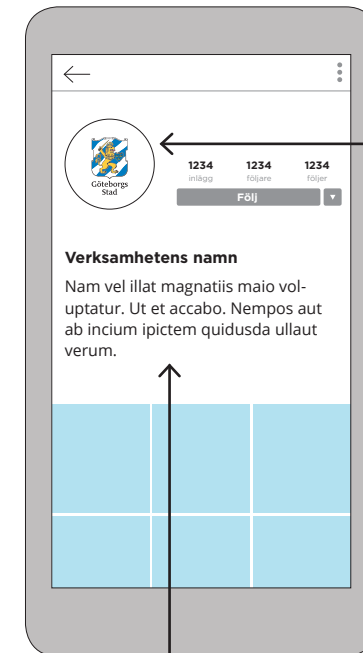 Göteborgs
Stad
1234 1234 1234
inlägg följare följer
Följ
Verksamhetens namn
Nam vel illat magnatiis maio vol-
uptatur. Ut et accabo. Nempos aut
ab incium ipictem quidusda ullaut
verum.